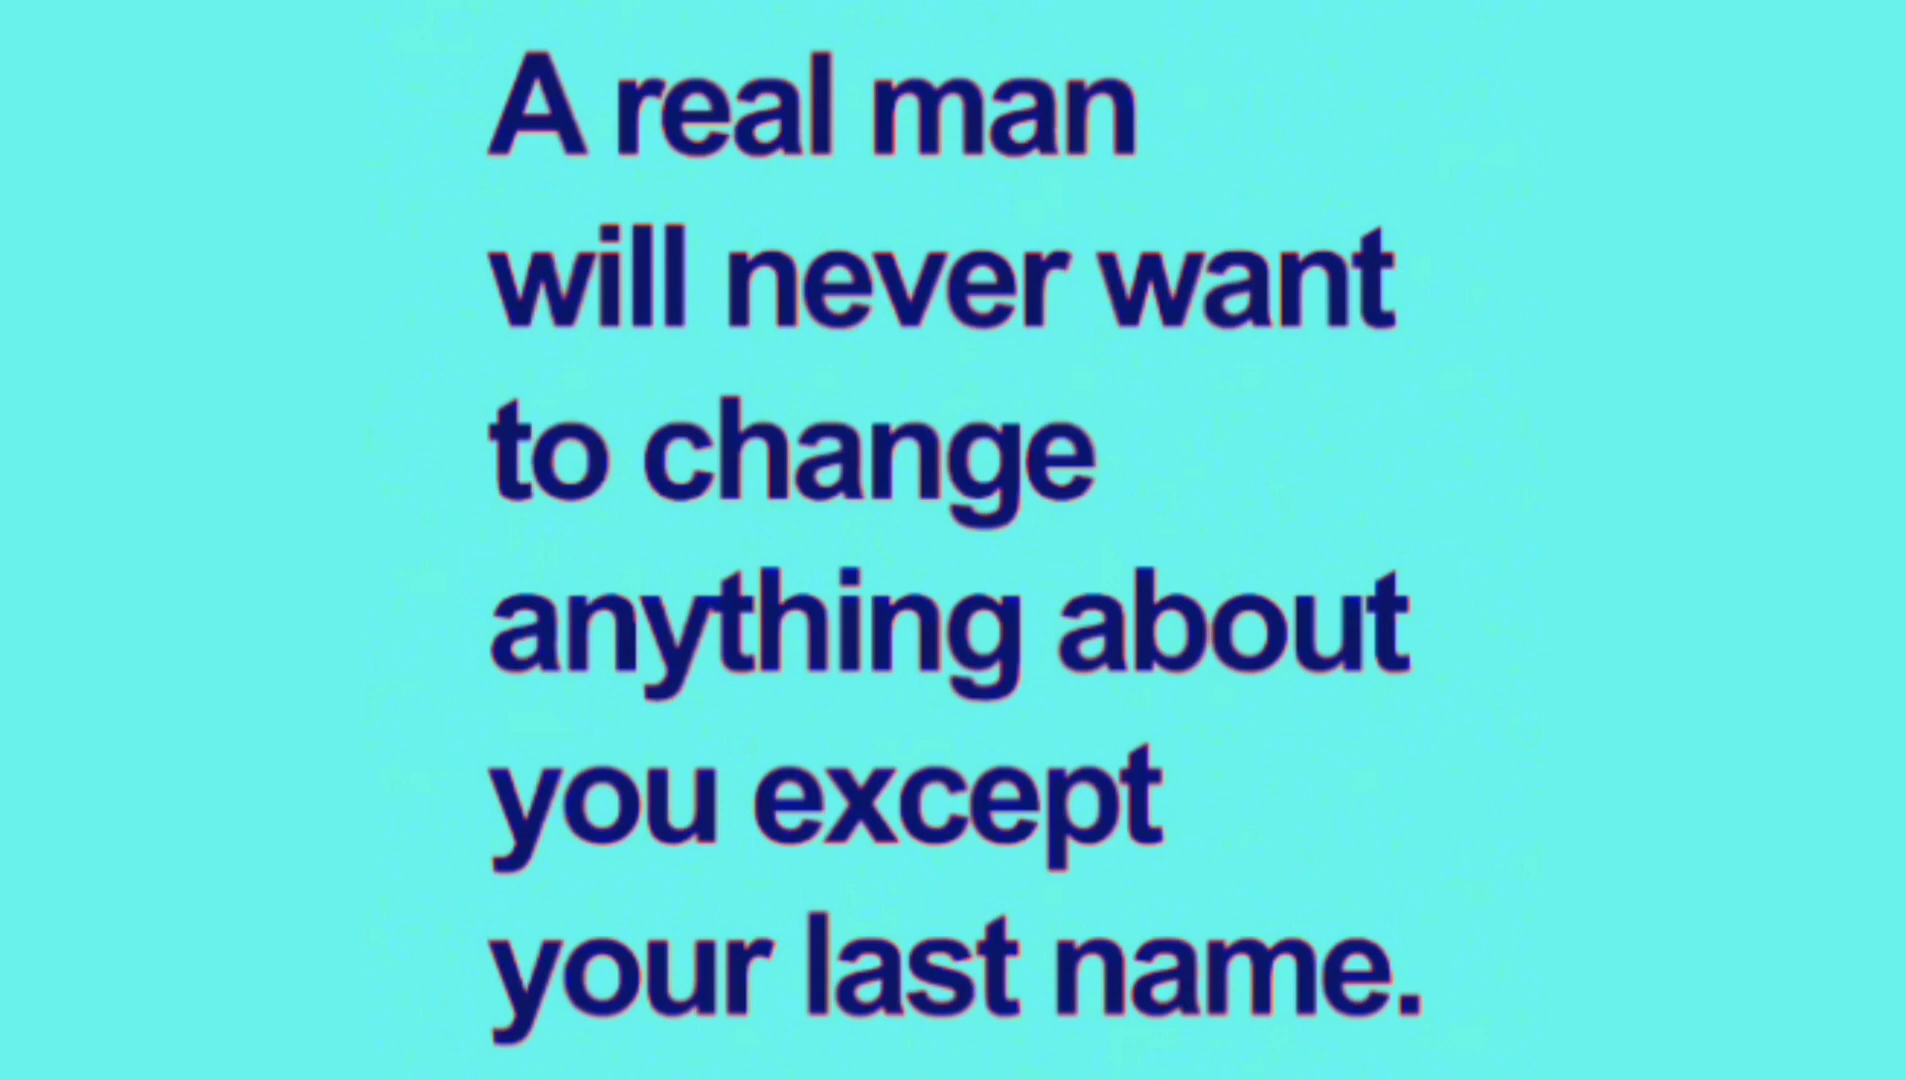 A real man
will never want
to change
anything about
you except
your last name.